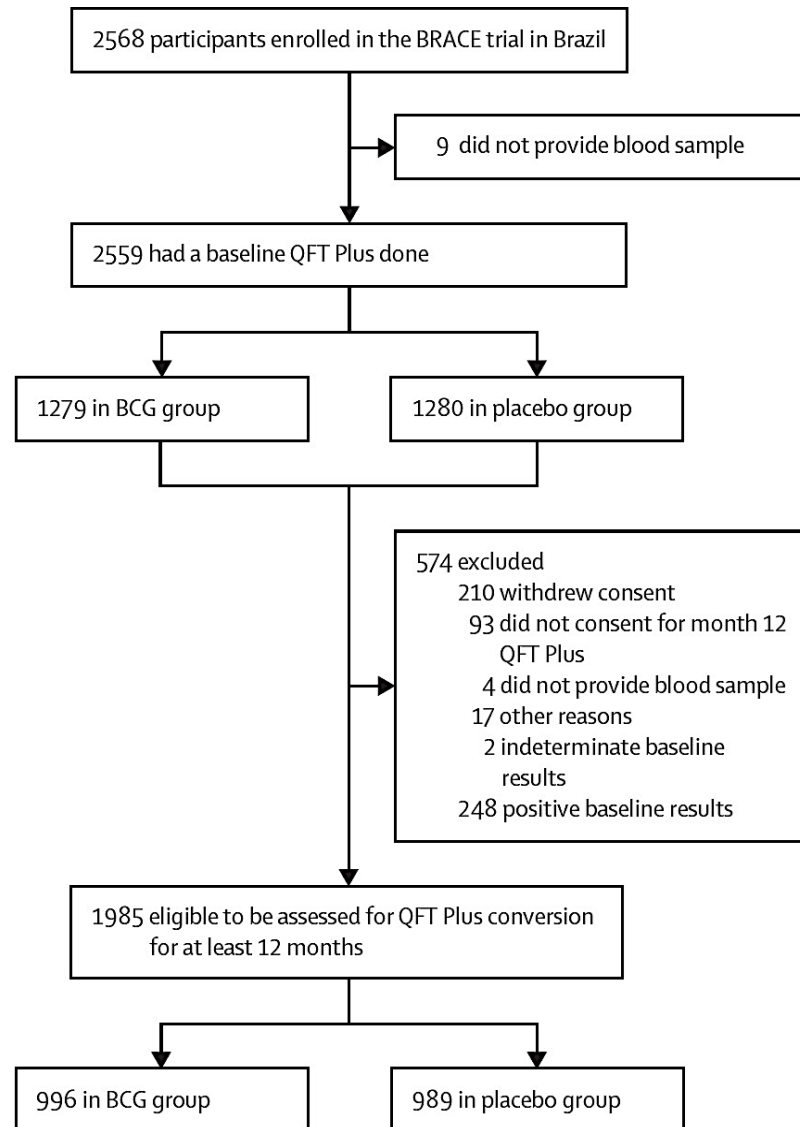 2568 participants enrolled in the BRACE trial in Brazil
9 did not provide blood sample
2559 had a baseline QFT Plus done
1279 in BCG group
1280 in placebo group
574 excluded
210 withdrew consent
93 did not consent for month 12
QFT Plus
4 did not provide blood sample
17 other reasons
2 indeterminate baseline
results
248 positive baseline results
1985 eligible to be assessed for QFT Plus conversion
for at least 12 months
996 in BCG group
989 in placebo group